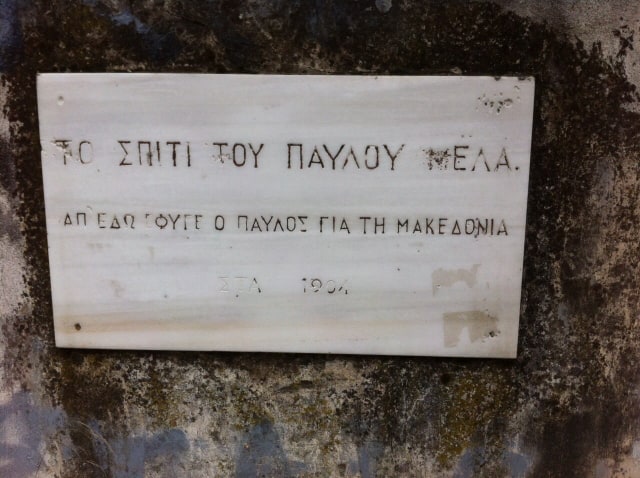 ΤΟ ΣΠΙΤΙ ΤΟΥ ΠΑΥΛΟΥ ΜΕΛΑ.
ΑΠ' ΕΔΩ ΕΦΥΓΕ Ο ΠΑΥΛΟΣ ΓΙΑ ΤΗ ΜΑΚΕΔΟΝΙΑ
ΣΤΑ 1904